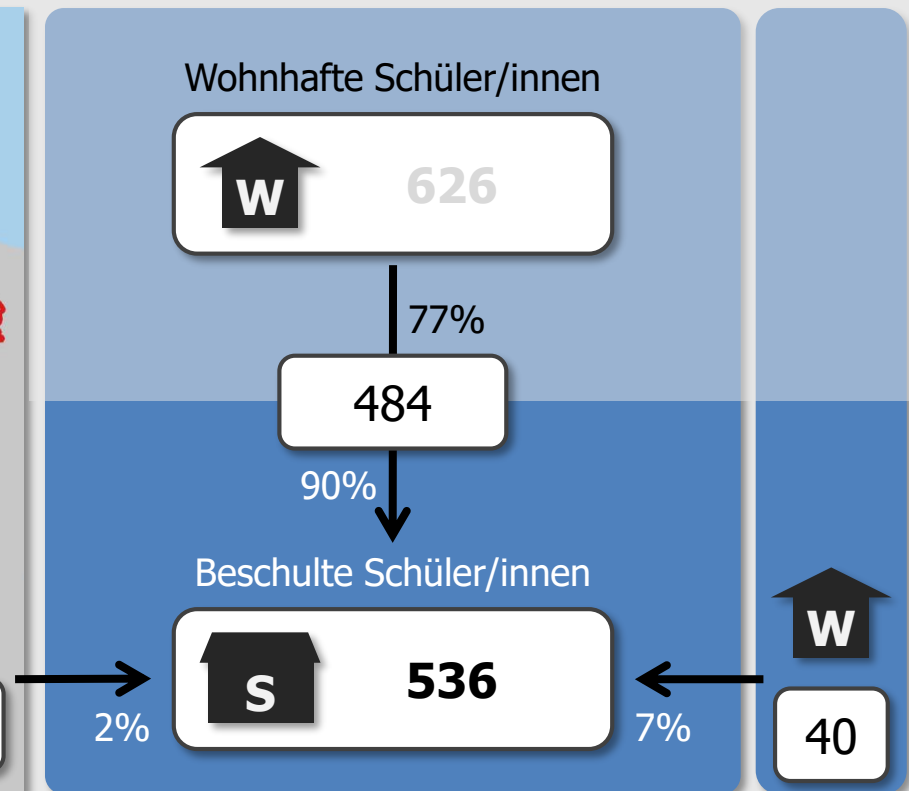 Wohnhafte Schüler/innen
W 626
77%
484
90%
Beschulte Schüler/innen
W
S 536
2%
7%
40